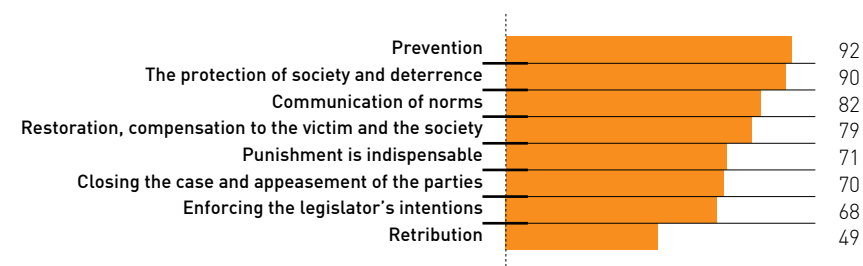 Prevention 92
The protection of society and deterrence 90
Communication of norms 82
Restoration, compensation to the victim and the society 79
Punishment is indispensable 71
Closing the case and appeasement of the parties 70
Enforcing the legislator's intentions 68
Retribution 49